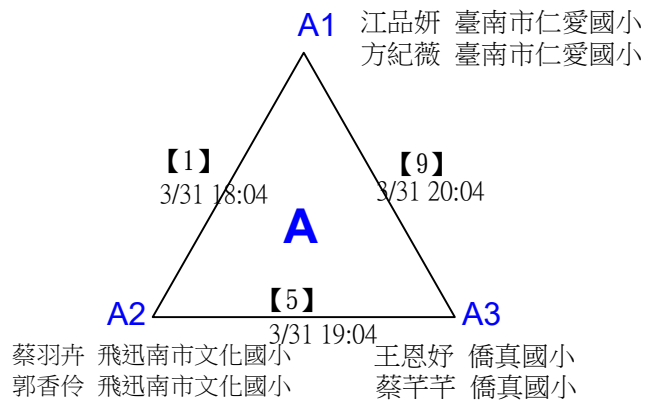 A1 江品妍 臺南市仁愛國小
方紀薇 臺南市仁愛國小
【1】
3/31 18:04
【9】
3/31 20:04
A
【5】
3/31 19:04
A2
A3
蔡羽卉 飛迅南市文化國小
郭香伶 飛迅南市文化國小
王恩妤 僑真國小
蔡芊芊 僑真國小